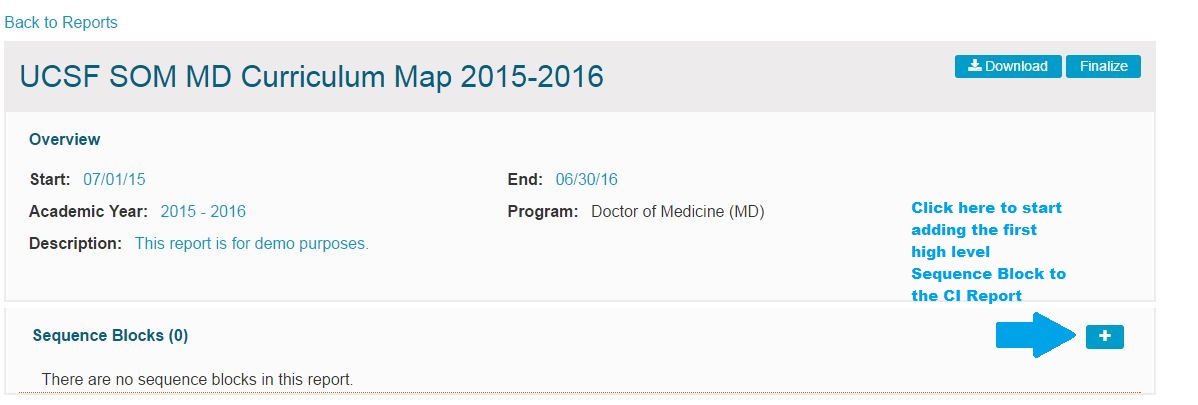 Back to Reports
UCSF SOM MD Curriculum Map 2015-2016
Download
Finalize
Overview
Start: 07/01/15
End: 06/30/16
Academic Year: 2015 - 2016
Program: Doctor of Medicine (MD)
Description: This report is for demo purposes.
Click here to start
adding the first
high level
Sequence Block to
the CI Report
Sequence Blocks (0)
+
There are no sequence blocks in this report.